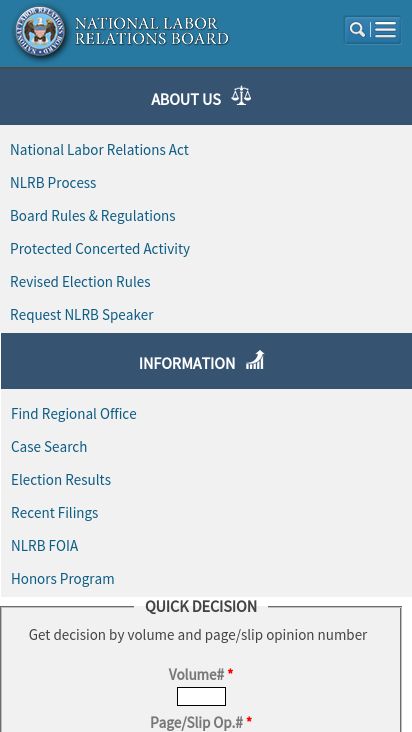 NATIONAL LABOR
RELATIONS BOARD
ABOUT US
National Labor Relations Act
NLRB Process
Board Rules & Regulations
Protected Concerted Activity
Revised Election Rules
Request NLRB Speaker
INFORMATION
Find Regional Office
Case Search
Election Results
Recent Filings
NLRB FOIA
Honors Program
QUICK DECISION
Get decision by volume and page/slip opinion number
Volume# *
Page/Slip Op.# *